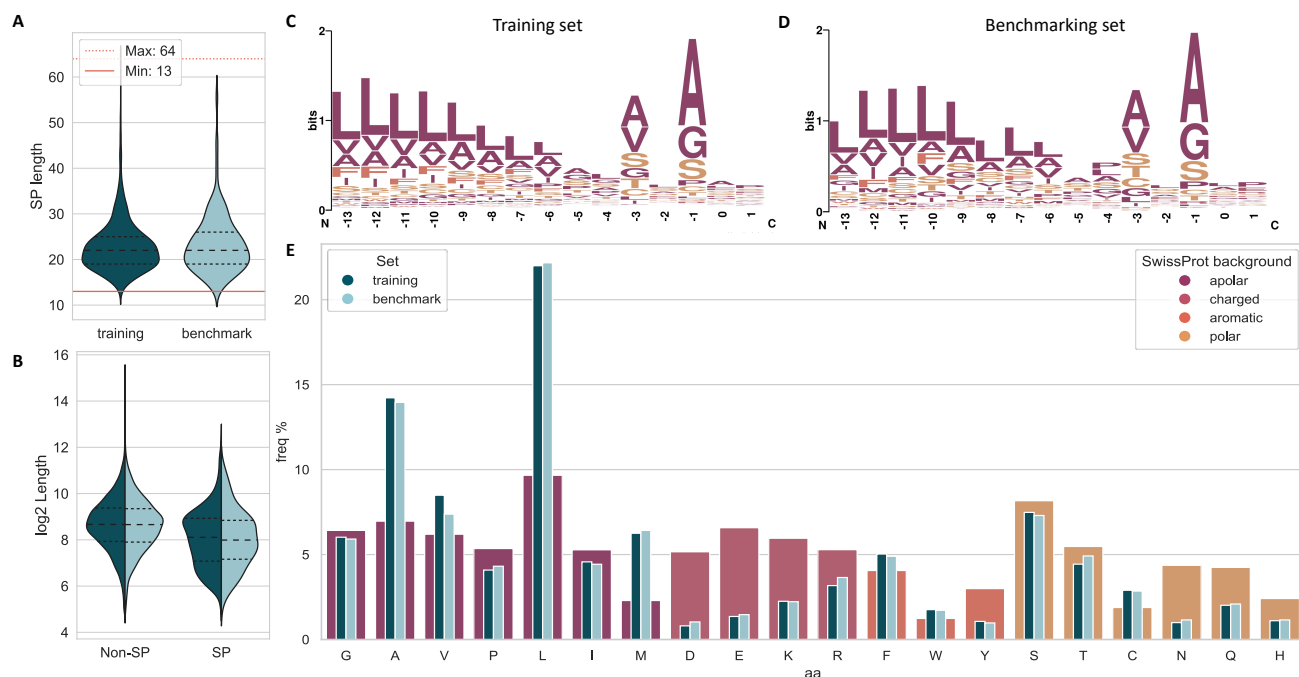 A
Max: 64
Min: 13
SP length
60
50
40
30
20
10
training
benchmark
B
log2 Length
16
14
12
10
8
6
4
Non-SP
SP
C
Training set
2
bits
1
0
N
-13
-12
-11
-10
-9
-8
-7
-6
-5
-4
-3
-2
-1
0
1
C
D
Benchmarking set
2
bits
1
0
N
-13
-12
-11
-10
-9
-8
-7
-6
-5
-4
-3
-2
-1
0
1
C
E
Set
training
benchmark
SwissProt background
apolar
charged
aromatic
polar
freq %
20
15
10
5
0
G A V P L I M D E K R F W Y S T C N Q H
aa